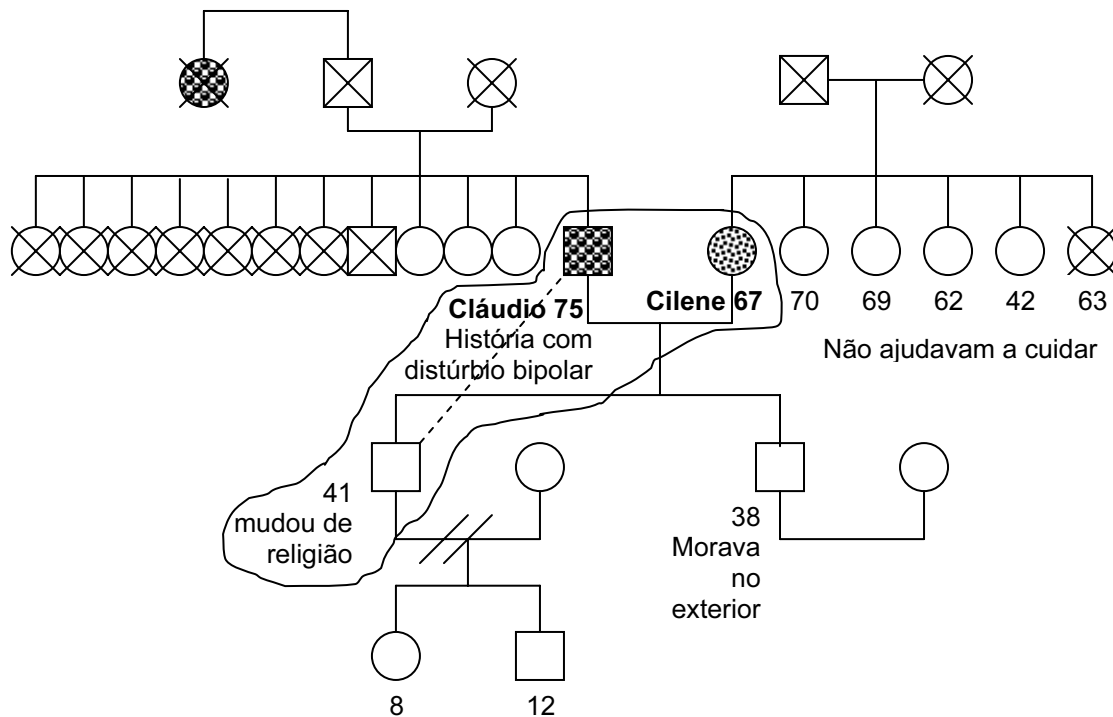 Cláudio 75
História com
distúrbio bipolar
Cilene 67
70
69
62
42
63
Não ajudavam a cuidar
41
mudou de
religião
38
Morava
no
exterior
8
12